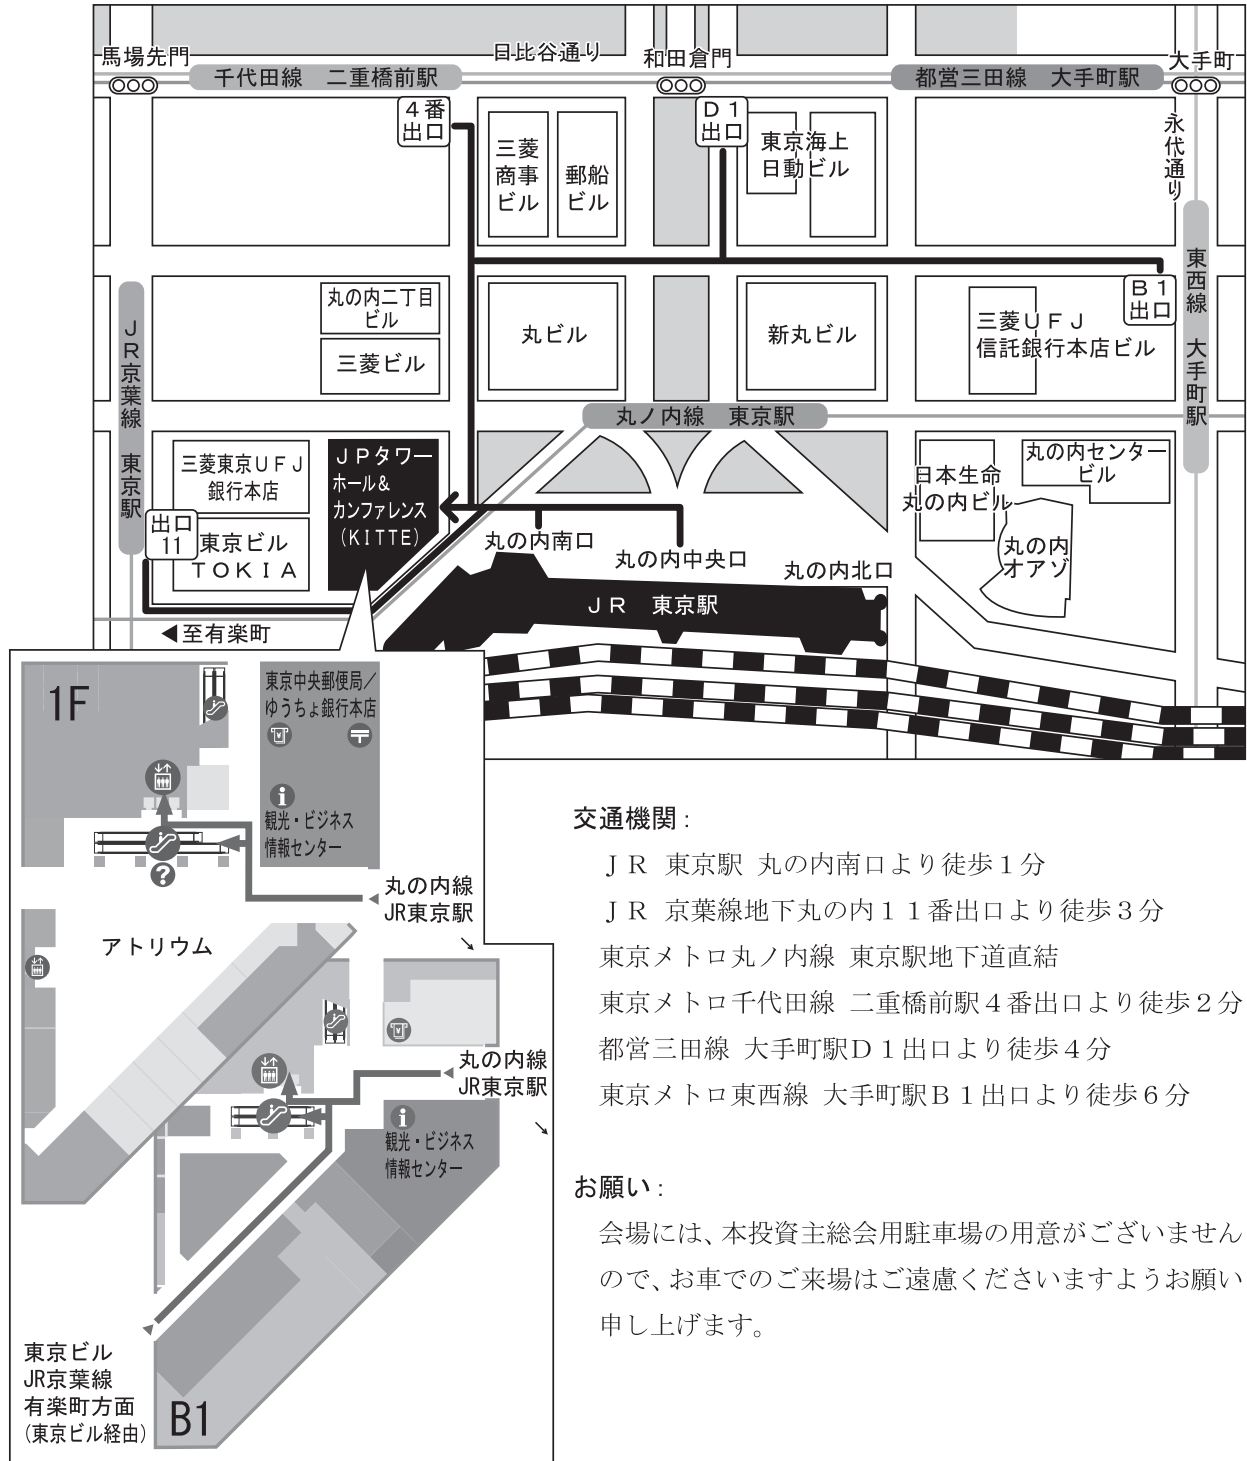 馬場先門
日比谷通り
和田倉門
大手町
千代田線　二重橋前駅
都営三田線　大手町駅
4番
出口
D1
出口
三菱
商事
ビル
郵船
ビル
東京海上
日動ビル
永代通り
東西線　大手町駅
B1
出口
JR京葉線　東京駅
丸の内二丁目
ビル
三菱ビル
丸ビル
新丸ビル
三菱UFJ
信託銀行本店ビル
丸ノ内線　東京駅
三菱東京UFJ
銀行本店
JPタワー
ホール&
カンファレンス
(KITTE)
日本生命
丸の内ビル
丸の内センター
ビル
出口
11
東京ビル
TOKIA
丸の内南口
丸の内中央口
丸の内北口
丸の内
オアゾ
JR　東京駅
◀至有楽町
1F
東京中央郵便局／
ゆうちょ銀行本店
観光・ビジネス
情報センター
?
丸の内線
JR東京駅
アトリウム
丸の内線
JR東京駅
観光・ビジネス
情報センター
東京ビル
JR京葉線
有楽町方面
(東京ビル経由)
B1
交通機関：
JR 東京駅 丸の内南口より徒歩1分
JR 京葉線地下丸の内11番出口より徒歩3分
東京メトロ丸ノ内線 東京駅地下道直結
東京メトロ千代田線 二重橋前駅4番出口より徒歩2分
都営三田線 大手町駅D1出口より徒歩4分
東京メトロ東西線 大手町駅B1出口より徒歩6分
お願い：
会場には、本投資主総会用駐車場の用意がございません
ので、お車でのご来場はご遠慮くださいますようお願い
申し上げます。